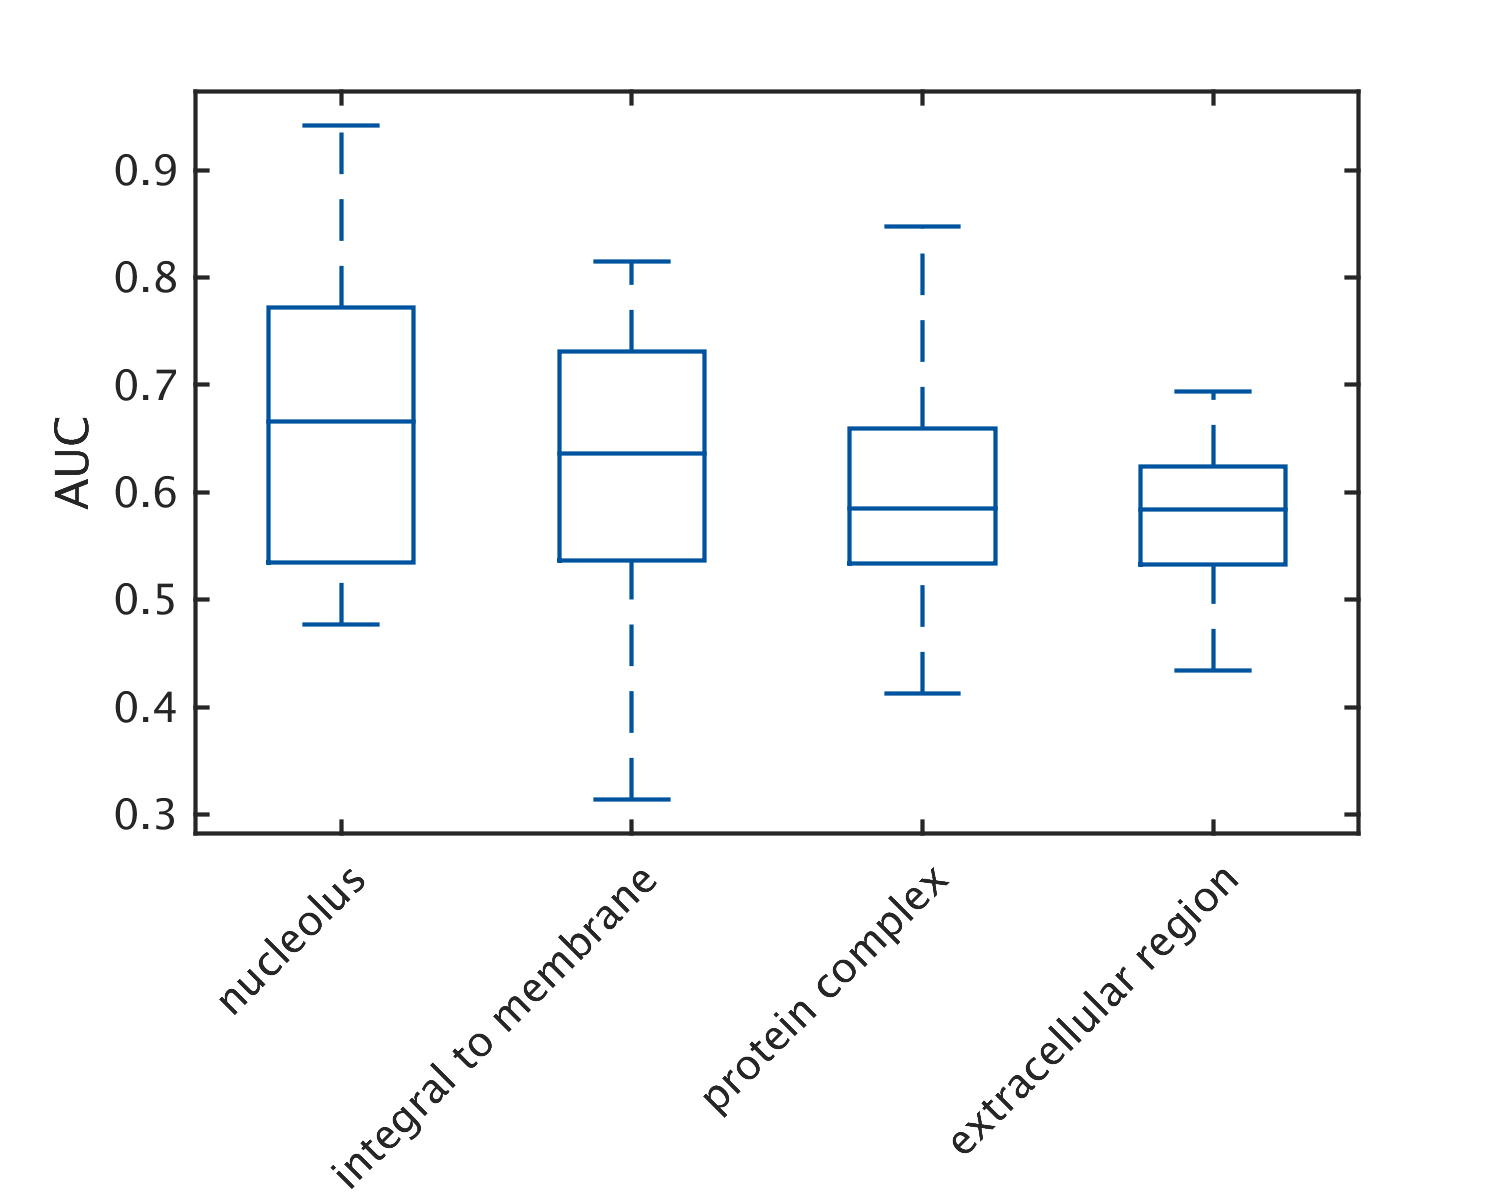 0.9
0.8
0.7
0.6
0.5
0.4
0.3
AUC
nucleolus
integral to membrane
protein complex
extracellular region